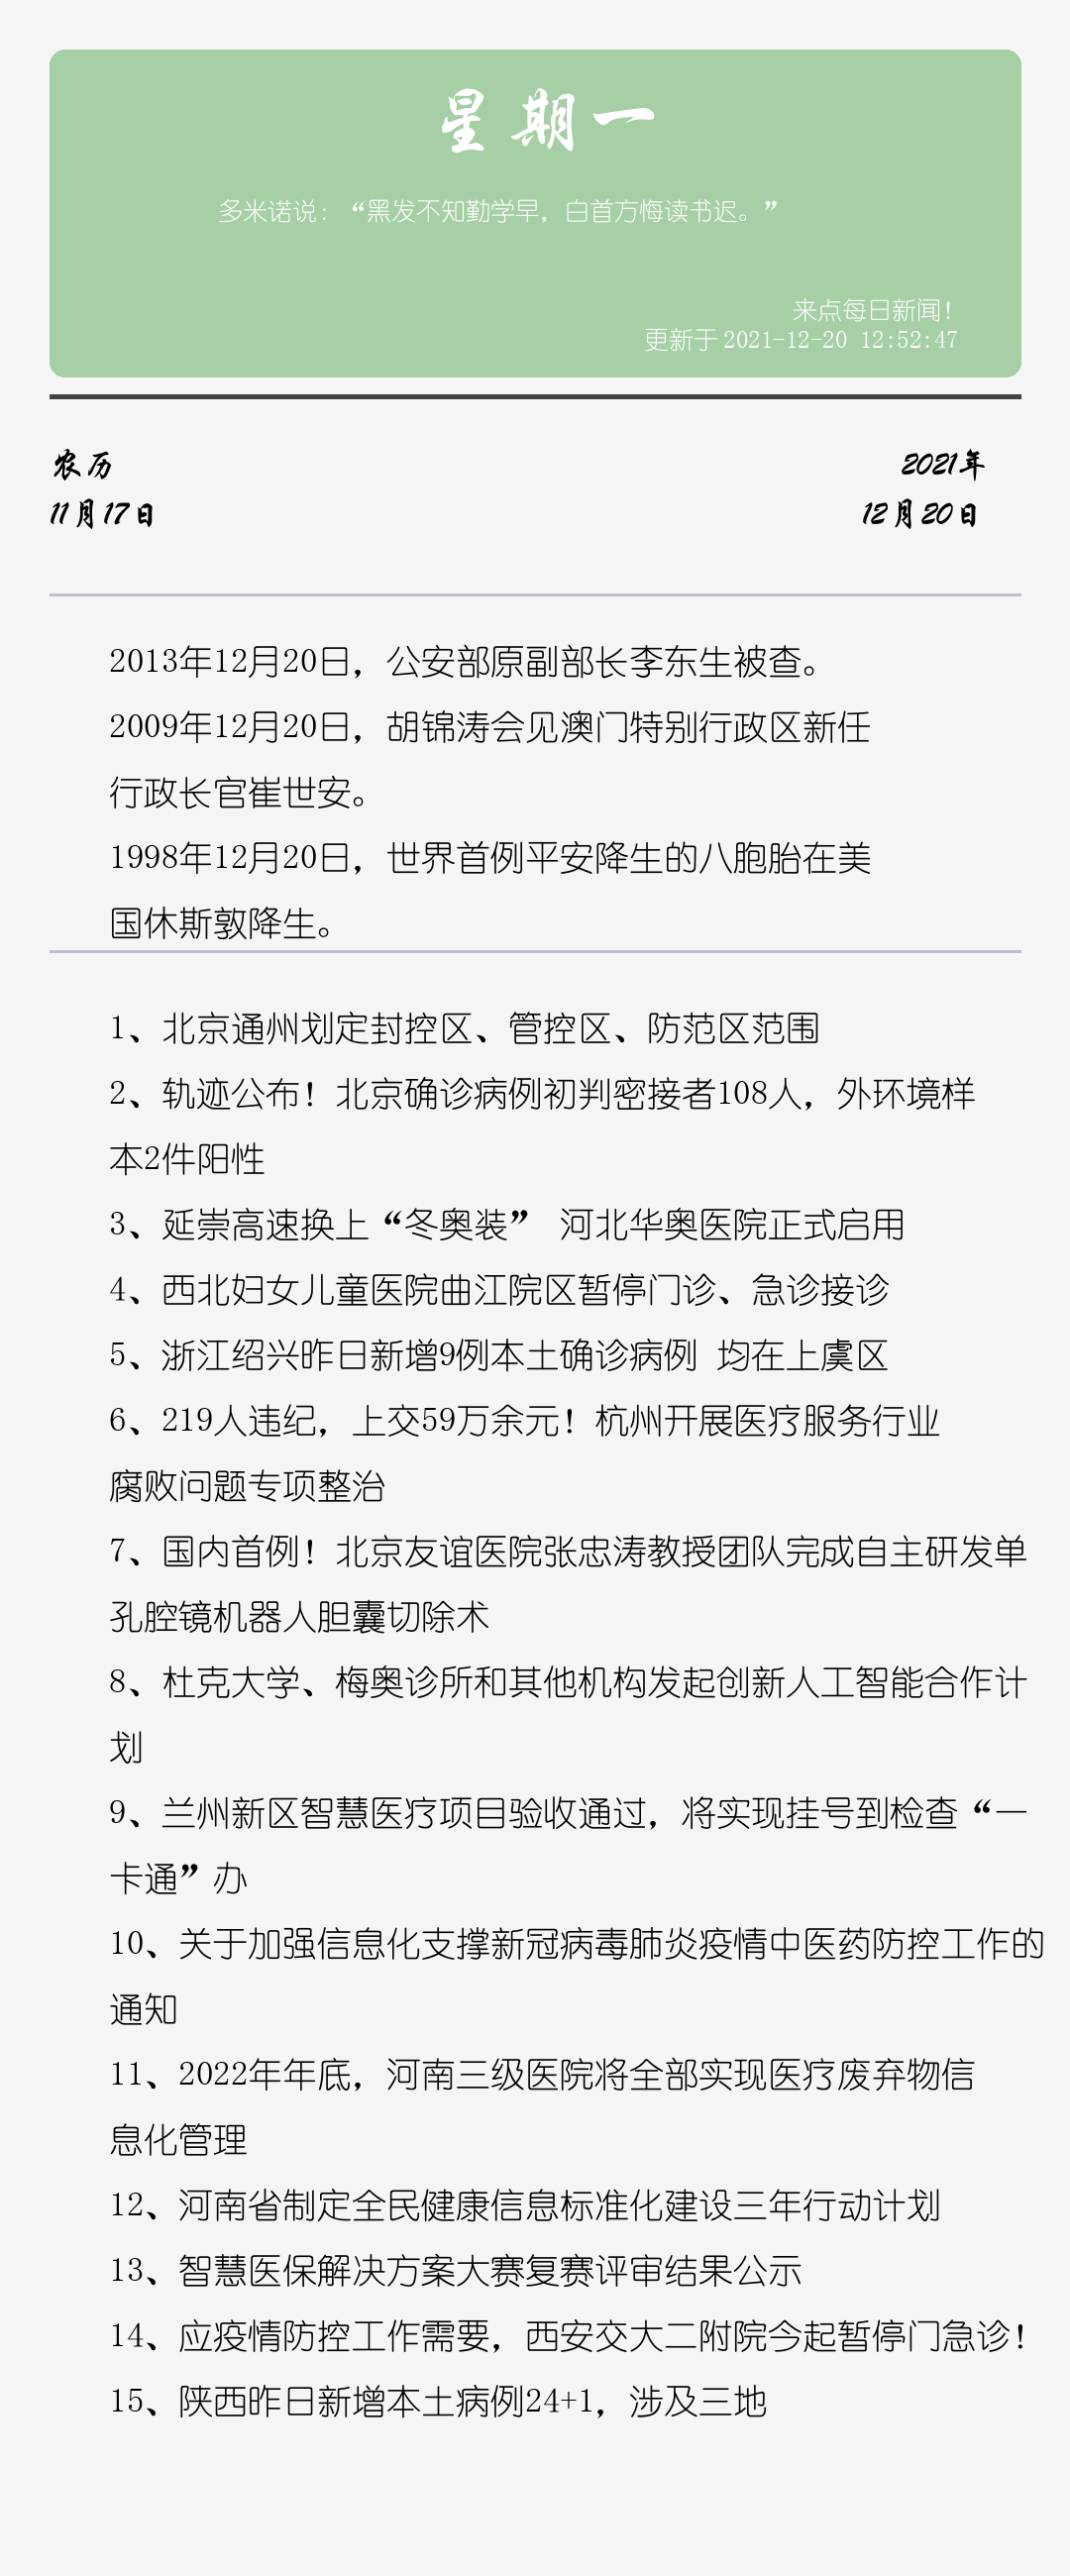 星期一
多米诺说：“黑发不知勤学早，白首方悔读书迟。”
来点每日新闻！
更新于 2021-12-20 12:52:47
农历
2021年
11月17日
12月20日
2013年12月20日，公安部原副部长李东生被查。
2009年12月20日，胡锦涛会见澳门特别行政区新任
行政长官崔世安。
1998年12月20日，世界首例平安降生的八胞胎在美
国休斯敦降生。
1、北京通州划定封控区、管控区、防范区范围
2、轨迹公布！北京确诊病例初判密接者108人，外环境样
本2件阳性
3、延崇高速换上“冬奥装” 河北华奥医院正式启用
4、西北妇女儿童医院曲江院区暂停门诊、急诊接诊
5、浙江绍兴昨日新增9例本土确诊病例 均在上虞区
6、219人违纪，上交59万余元！杭州开展医疗服务行业
腐败问题专项整治
7、国内首例！北京友谊医院张忠涛教授团队完成自主研发单
孔腔镜机器人胆囊切除术
8、杜克大学、梅奥诊所和其他机构发起创新人工智能合作计
划
9、兰州新区智慧医疗项目验收通过，将实现挂号到检查“一
卡通”办
10、关于加强信息化支撑新冠病毒肺炎疫情中医药防控工作的
通知
11、2022年年底，河南三级医院将全部实现医疗废弃物信
息化管理
12、河南省制定全民健康信息标准化建设三年行动计划
13、智慧医保解决方案大赛复赛评审结果公示
14、应疫情防控工作需要，西安交大二附院今起暂停门急诊！
15、陕西昨日新增本土病例24+1，涉及三地